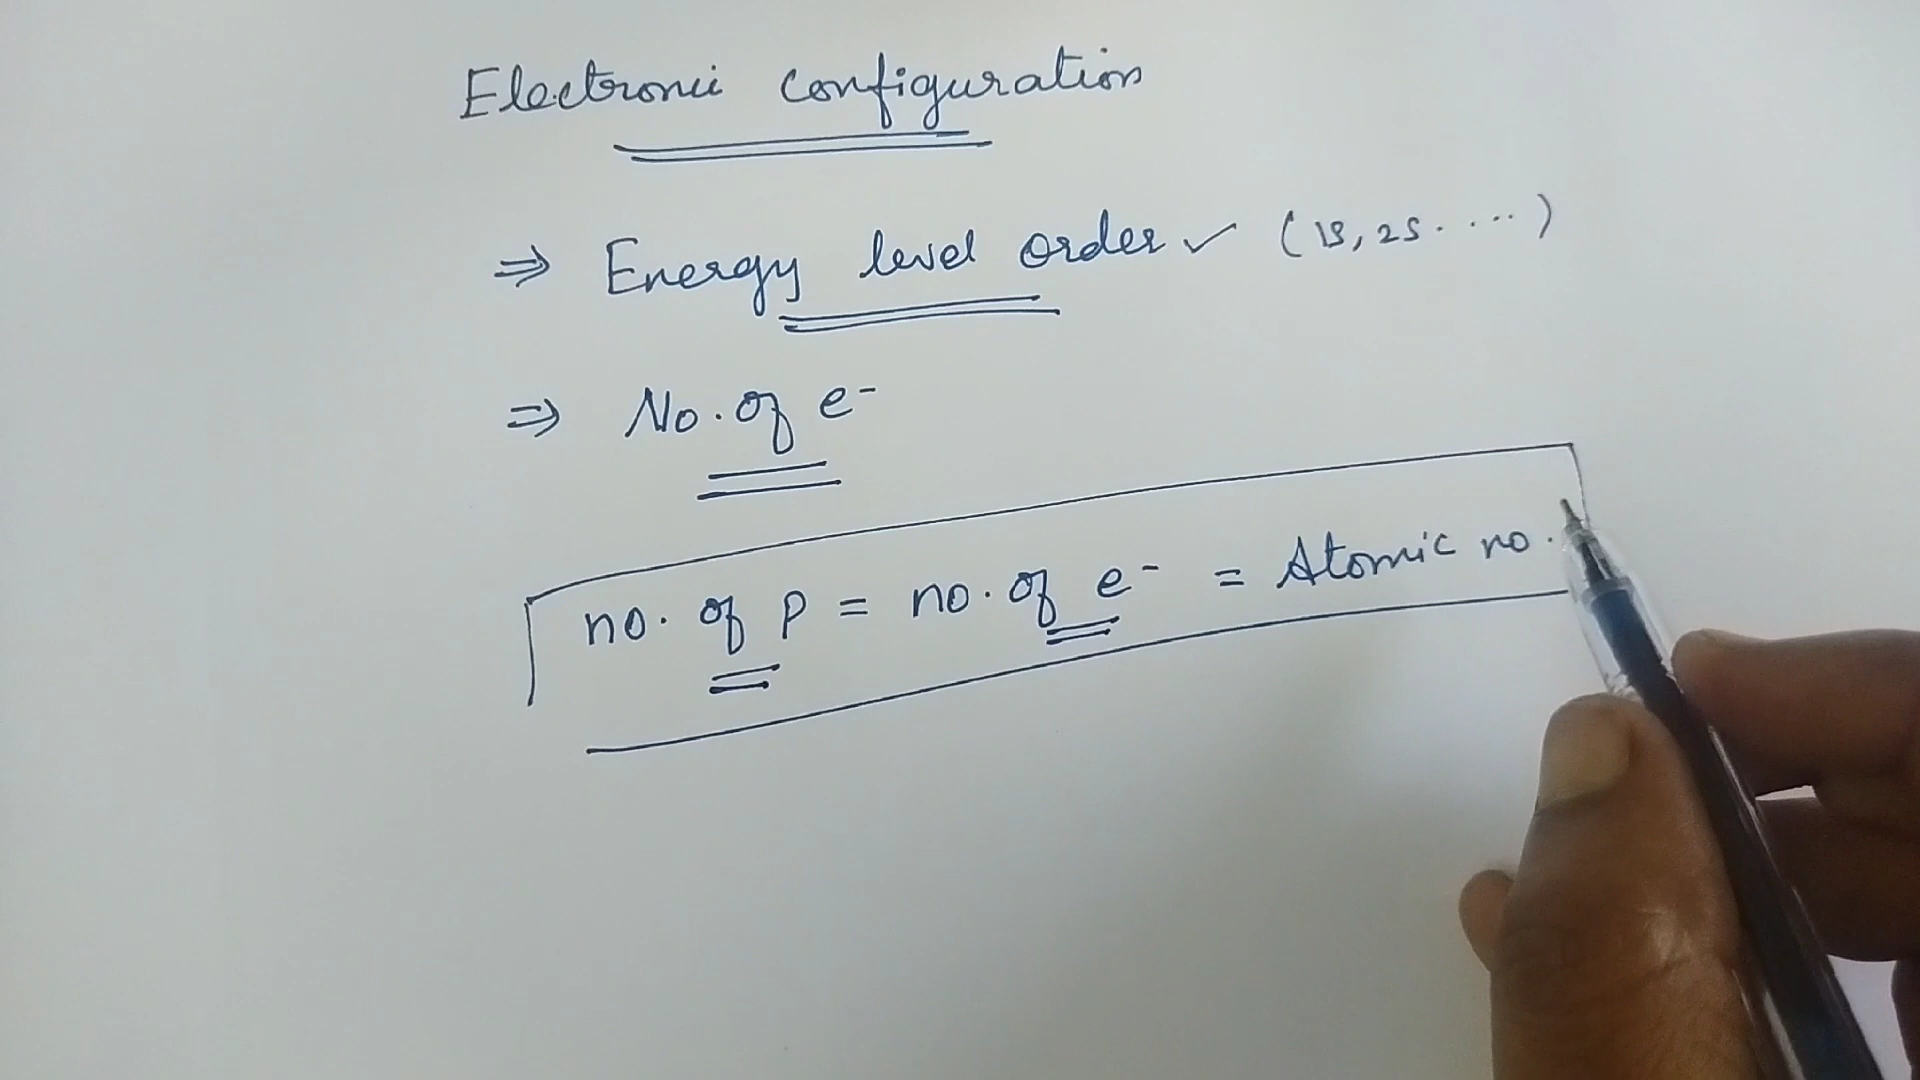 Electronic configuration
⇒ Energy level order ✓ (1s, 2s.....)
⇒ No. of e⁻
no. of p = no. of e⁻ = Atomic no.